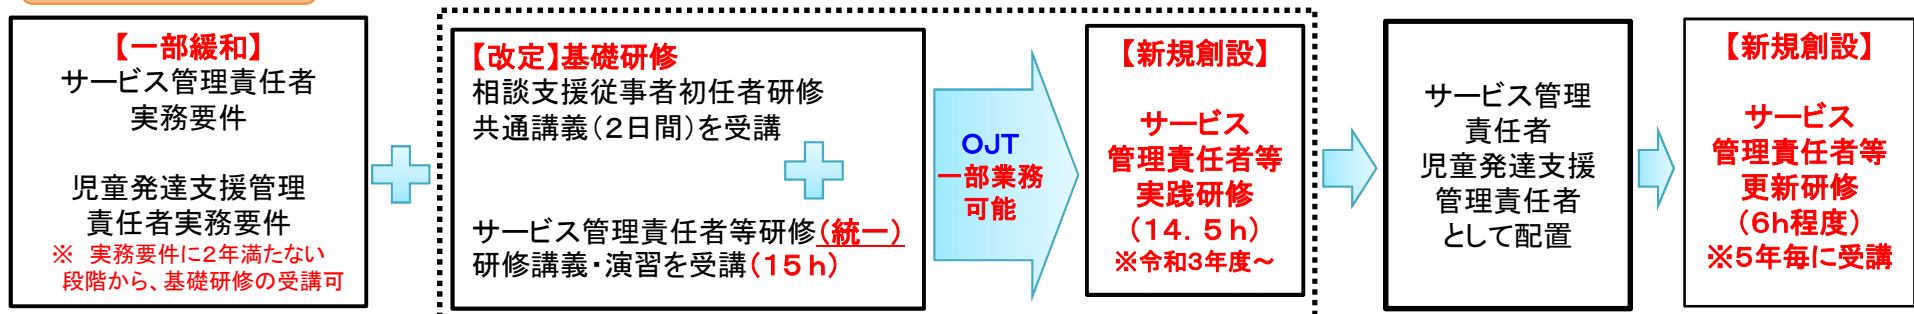 【一部緩和】
サービス管理責任者
実務要件
児童発達支援管理
責任者実務要件
※ 実務要件に2年満たない
段階から、基礎研修の受講可
【改定】基礎研修
相談支援従事者初任者研修
共通講義(2日間)を受講
サービス管理責任者等研修(統一)
研修講義・演習を受講(15h)
OJT
一部業務
可能
【新規創設】
サービス
管理責任者等
実践研修
(14.5h)
※令和3年度~
サービス管理
責任者
児童発達支援
管理責任者
として配置
【新規創設】
サービス
管理責任者等
更新研修
(6h程度)
※5年毎に受講